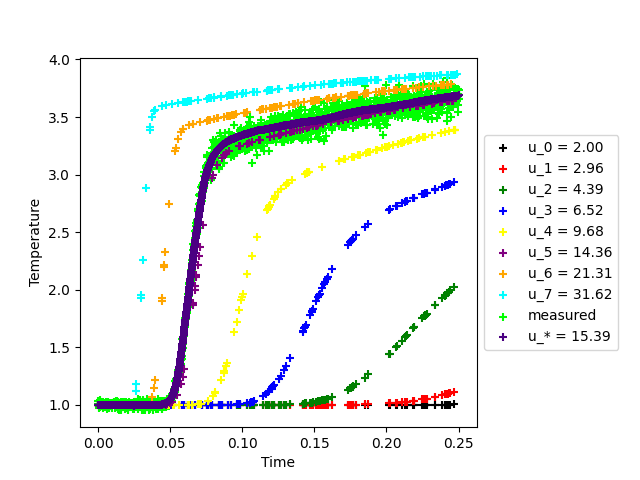 4.0
3.5
3.0
2.5
2.0
1.5
1.0
Temperature
0.00
0.05
0.10
0.15
0.20
0.25
Time
u_0 = 2.00
u_1 = 2.96
u_2 = 4.39
u_3 = 6.52
u_4 = 9.68
u_5 = 14.36
u_6 = 21.31
u_7 = 31.62
measured
u_* = 15.39